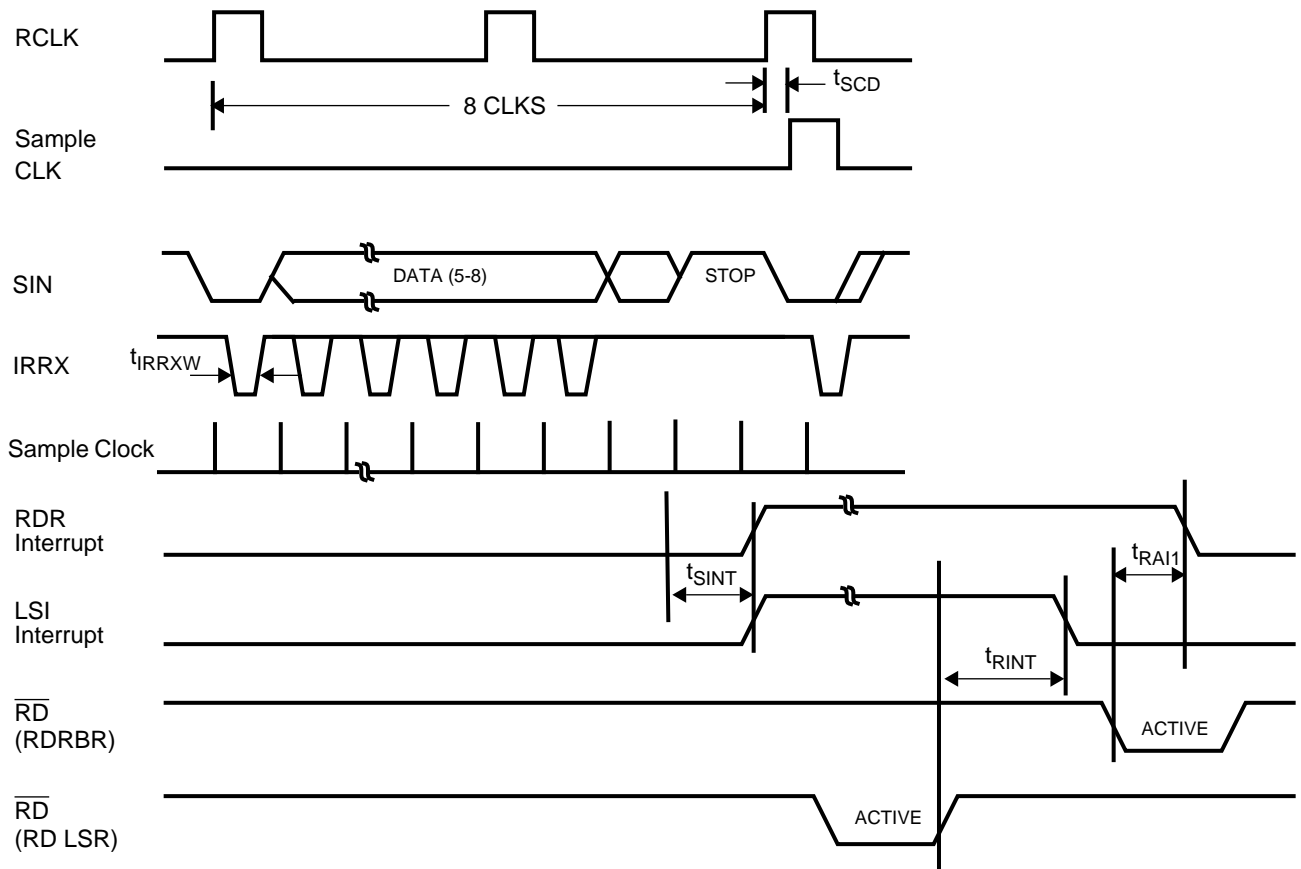 RCLK
tSCD
8 CLKS
Sample
CLK
SIN
DATA (5-8)
STOP
tIRRXW
IRRX
Sample Clock
RDR
Interrupt
tRAI1
tSINT
LSI
Interrupt
tRINT
RD
(RDRBR)
ACTIVE
RD
(RD LSR)
ACTIVE